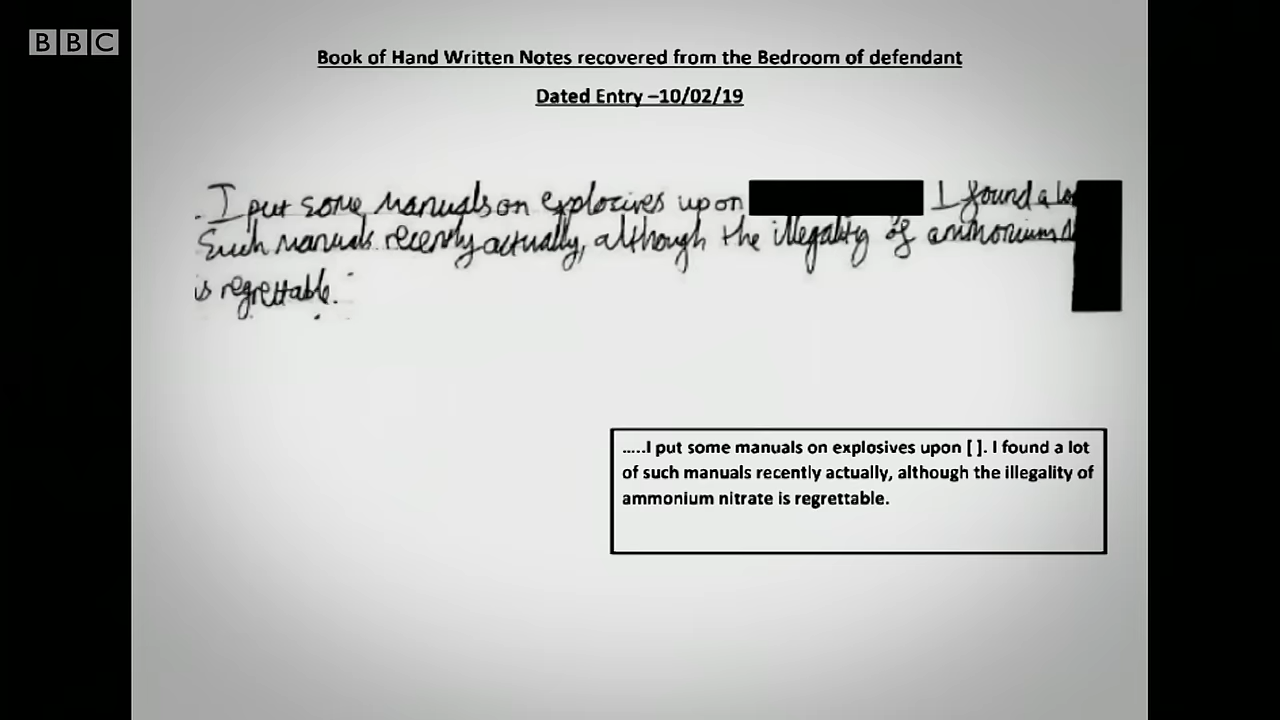 BBC
Book of Hand Written Notes recovered from the Bedroom of defendant
Dated Entry –10/02/19
. I put some manuals on explosives upon I found a lo
such manuals recently actually, although the illegality of ammonium
is regrettable.
.....I put some manuals on explosives upon [ ]. I found a lot
of such manuals recently actually, although the illegality of
ammonium nitrate is regrettable.